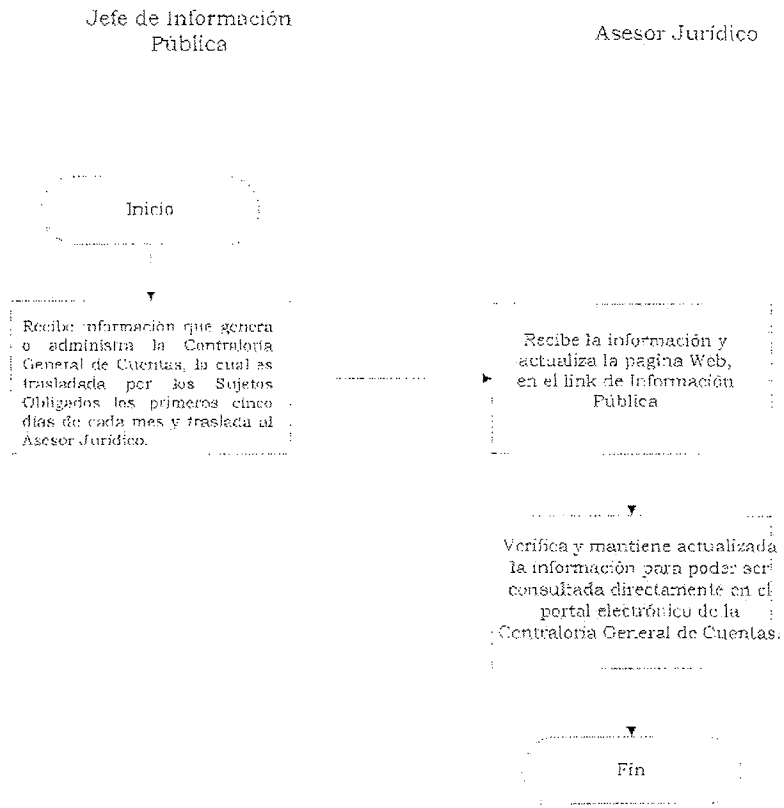 Jefe de Información
Pública
Asesor Jurídico
Inicio
Recibe información que genera
o administra la Contraloría
General de Cuentas, la cual es
trasladada por los Sujetos
Obligados los primeros cinco
días de cada mes y traslada al
Asesor Jurídico.
Recibe la información y
actualiza la pagina Web,
en el link de Información
Pública
Verifica y mantiene actualizada
la información para poder ser
consultada directamente en el
portal electrónico de la
Contraloría General de Cuentas.
Fin